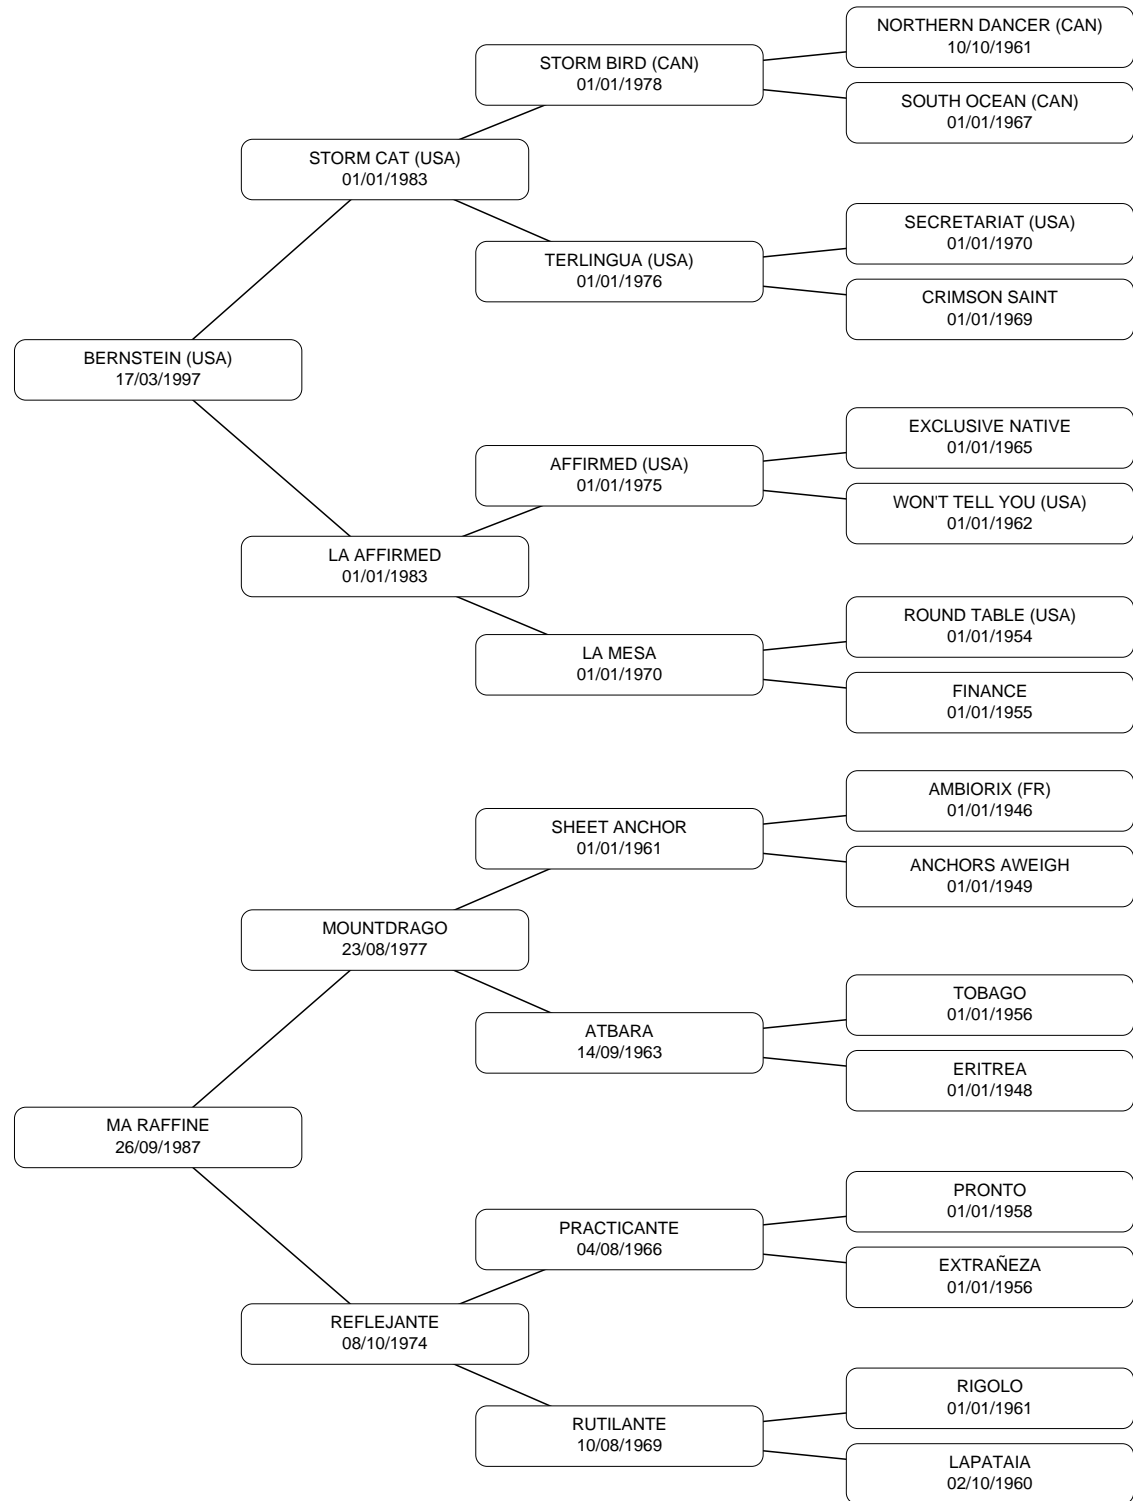 NORTHERN DANCER (CAN)
10/10/1961
STORM BIRD (CAN)
01/01/1978
SOUTH OCEAN (CAN)
01/01/1967
STORM CAT (USA)
01/01/1983
SECRETARIAT (USA)
01/01/1970
TERLINGUA (USA)
01/01/1976
CRIMSON SAINT
01/01/1969
BERNSTEIN (USA)
17/03/1997
EXCLUSIVE NATIVE
01/01/1965
AFFIRMED (USA)
01/01/1975
WON'T TELL YOU (USA)
01/01/1962
LA AFFIRMED
01/01/1983
ROUND TABLE (USA)
01/01/1954
LA MESA
01/01/1970
FINANCE
01/01/1955
AMBIORIX (FR)
01/01/1946
SHEET ANCHOR
01/01/1961
ANCHORS AWEIGH
01/01/1949
MOUNTDRAGO
23/08/1977
TOBAGO
01/01/1956
ATBARA
14/09/1963
ERITREA
01/01/1948
MA RAFFINE
26/09/1987
PRONTO
01/01/1958
PRACTICANTE
04/08/1966
EXTRAÑEZA
01/01/1956
REFLEJANTE
08/10/1974
RIGOLO
01/01/1961
RUTILANTE
10/08/1969
LAPATAIA
02/10/1960